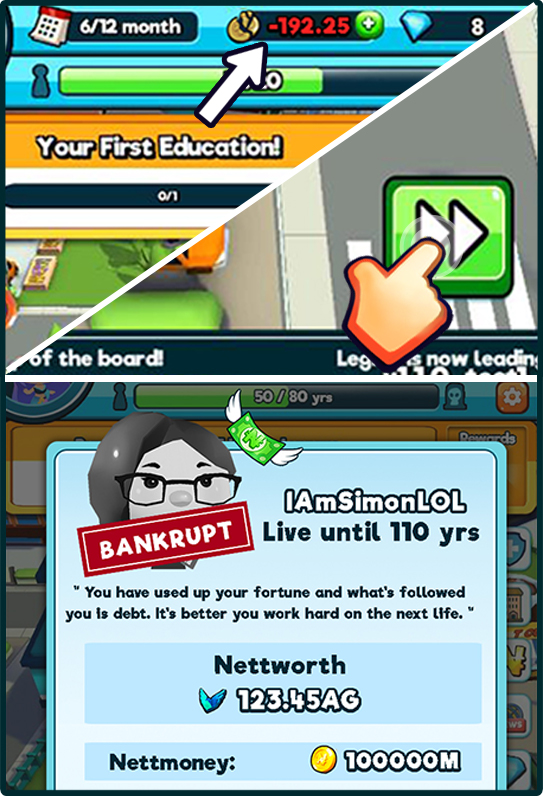 6/12 month
-192.25
8
Your First Education!
0/1
of the board!
is now leading
50 / 80 yrs
Rewards
BANKRUPT
IAmSimonLOL
Live until 110 yrs
" You have used up your fortune and what's followed
you is debt. It's better you work hard on the next life. "
Nettworth
123.45AG
Nettmoney:
100000M